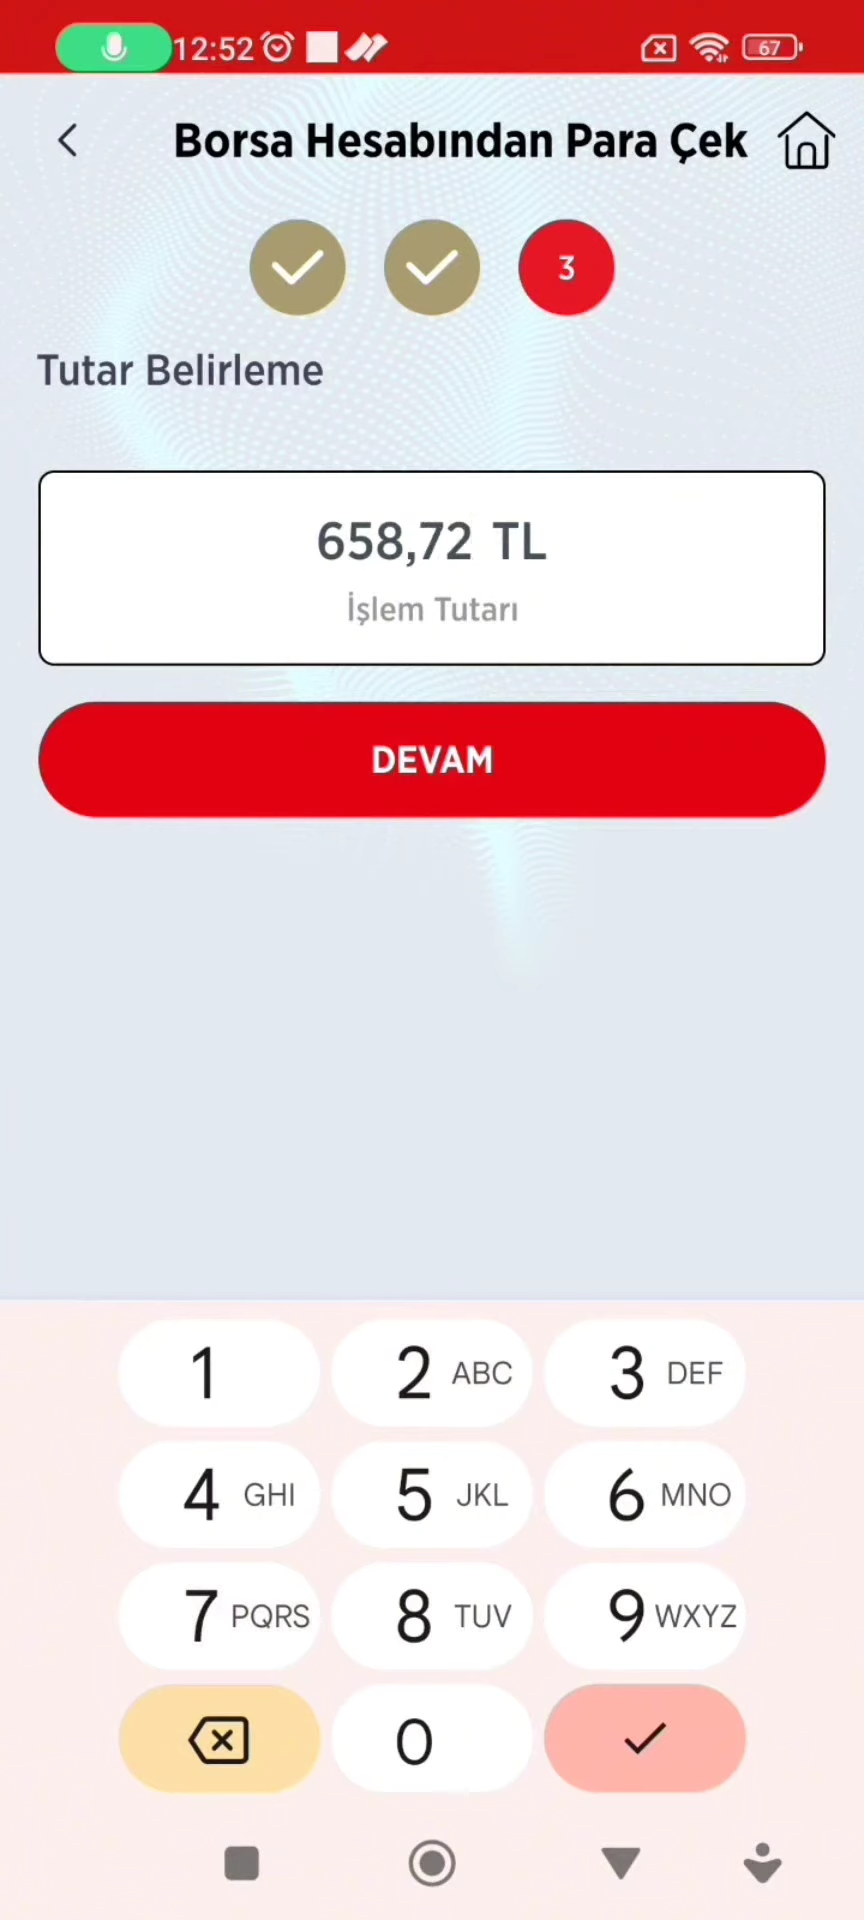 12:52
67
Borsa Hesabından Para Çek
3
Tutar Belirleme
658,72 TL
İşlem Tutarı
DEVAM
1
2 ABC
3 DEF
4 GHI
5 JKL
6 MNO
7 PQRS
8 TUV
9 WXYZ
0